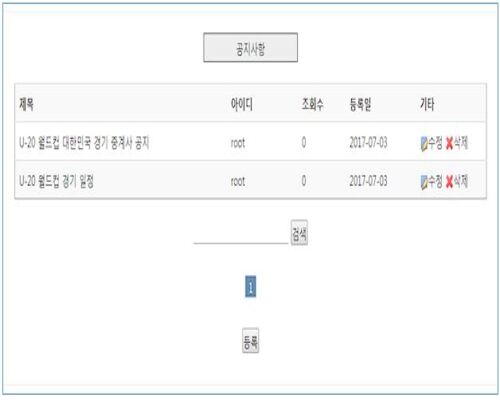 공지사항
제목 아이디 조회수 등록일 기타
U-20 월드컵 대한민국 경기 중계사 공지 root 0 2017-07-03 수정 삭제
U-20 월드컵 경기 일정 root 0 2017-07-03 수정 삭제
검색
1
등록